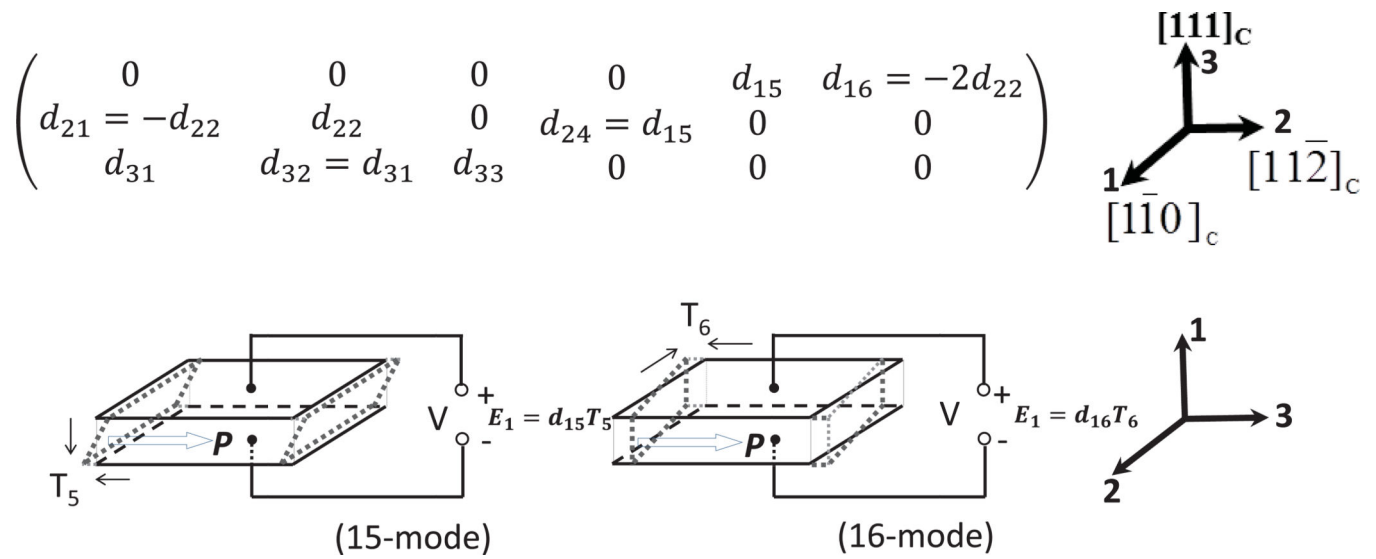 0 0 0 0 d₁₅ d₁₆ = −2d₂₂
d₂₁ = −d₂₂ d₂₂ 0 d₂₄ = d₁₅ 0 0
d₃₁ d₃₂ = d₃₁ d₃₃ 0 0 0
[111]C
3
2
[112̅]C
1
[11̅0]C
T₅
P
V
+
-
E₁ = d₁₅T₅
(15-mode)
T₆
P
V
+
-
E₁ = d₁₆T₆
(16-mode)
1
3
2